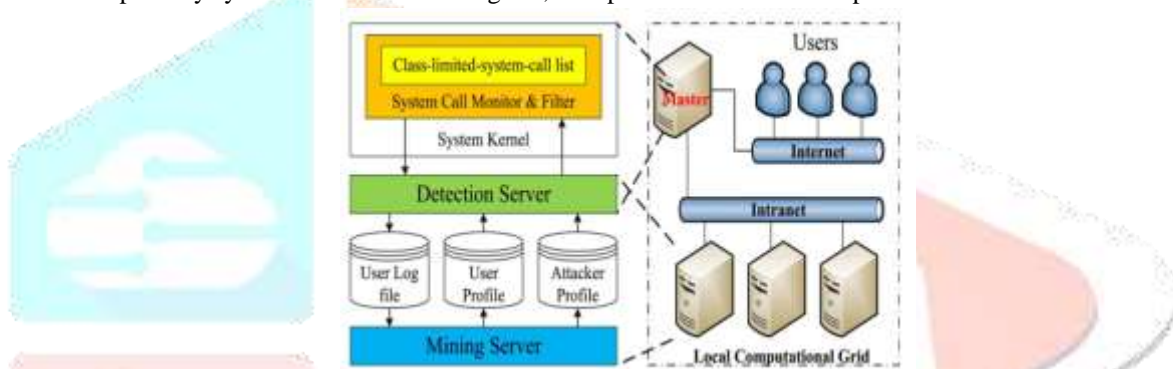 Class-limited-system-call list
System Call Monitor & Filter
System Kernel
Detection Server
User Log
file
User
Profile
Attacker
Profile
Mining Server
Users
Master
Internet
Intranet
Local Computational Grid